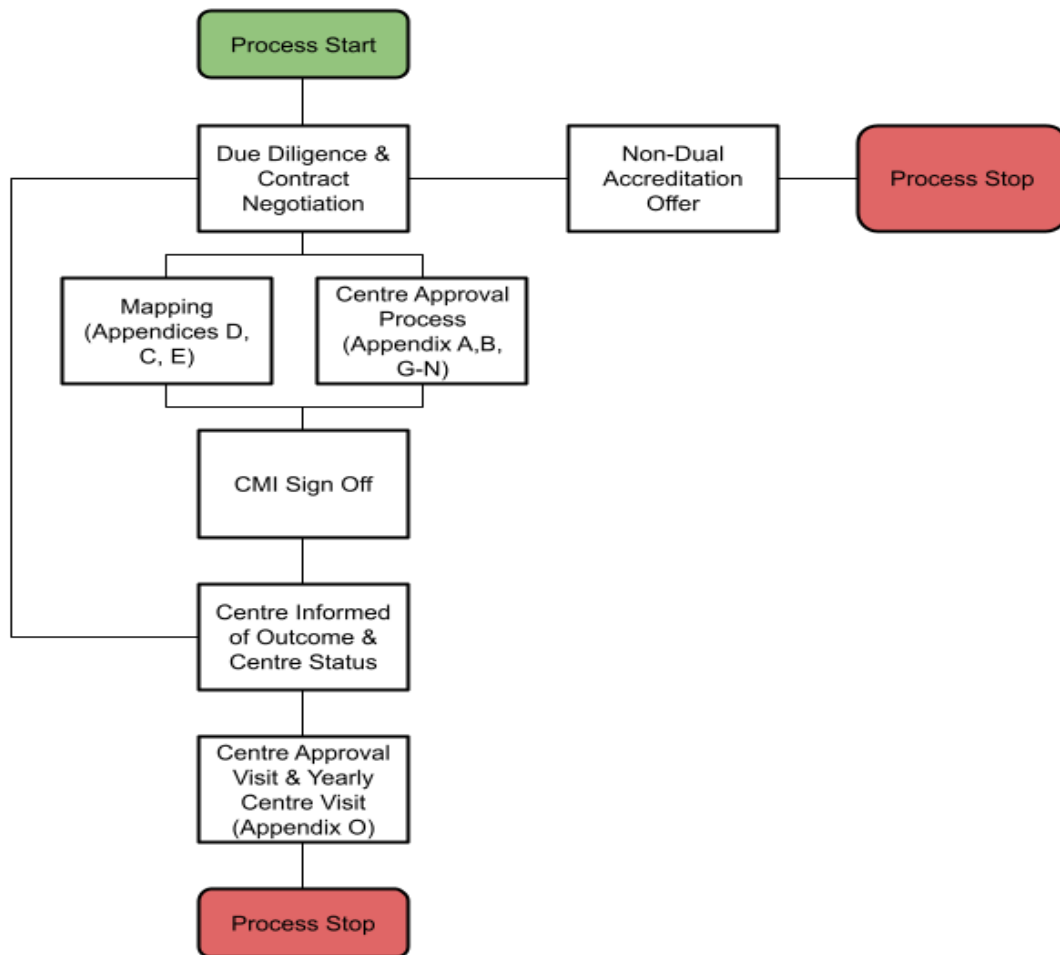 Process Start
Due Diligence &
Contract
Negotiation
Non-Dual
Accreditation
Offer
Process Stop
Mapping
(Appendices D,
C, E)
Centre Approval
Process
(Appendix A,B,
G-N)
CMI Sign Off
Centre Informed
of Outcome &
Centre Status
Centre Approval
Visit & Yearly
Centre Visit
(Appendix O)
Process Stop